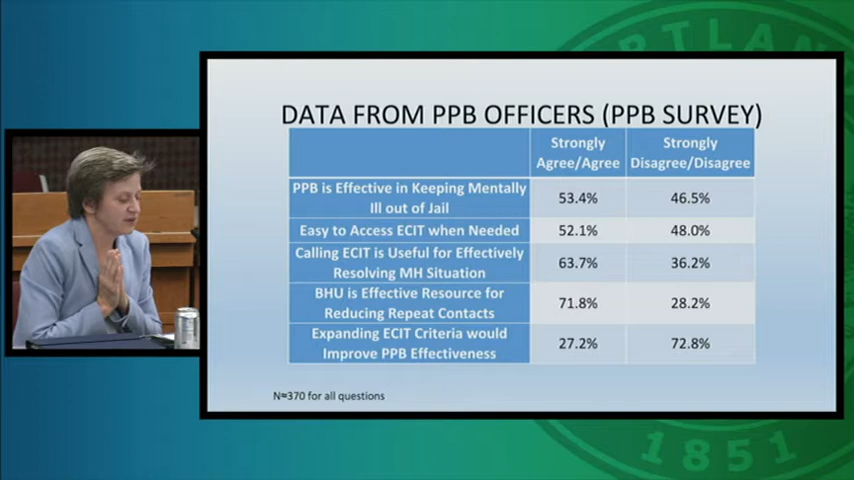 RTLAN
DATA FROM PPB OFFICERS (PPB SURVEY)
Strongly
Agree/Agree
Strongly
Disagree/Disagree
PPB is Effective in Keeping Mentally
Ill out of Jail
53.4%
46.5%
Easy to Access ECIT when Needed
52.1%
48.0%
Calling ECIT is Useful for Effectively
Resolving MH Situation
63.7%
36.2%
BHU is Effective Resource for
Reducing Repeat Contacts
71.8%
28.2%
Expanding ECIT Criteria would
Improve PPB Effectiveness
27.2%
72.8%
N≈370 for all questions
1851